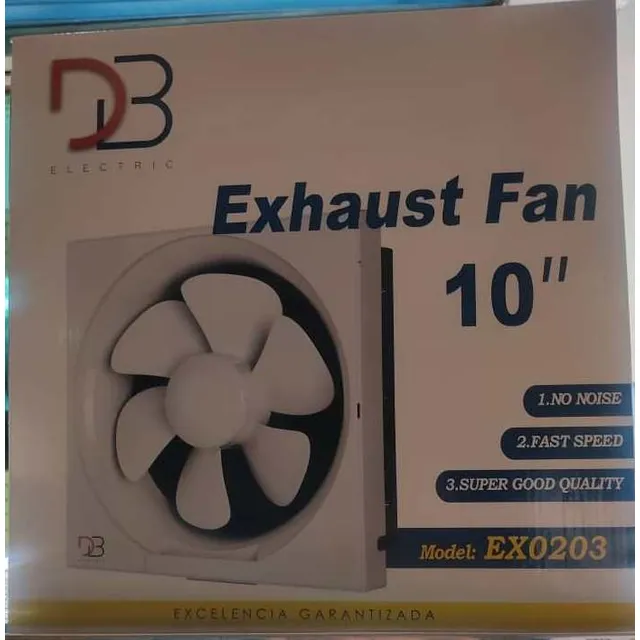 DB
ELECTRIC
Exhaust Fan
10"
1.NO NOISE
2.FAST SPEED
3.SUPER GOOD QUALITY
Model: EX0203
DB
EXCELENCIA GARANTIZADA